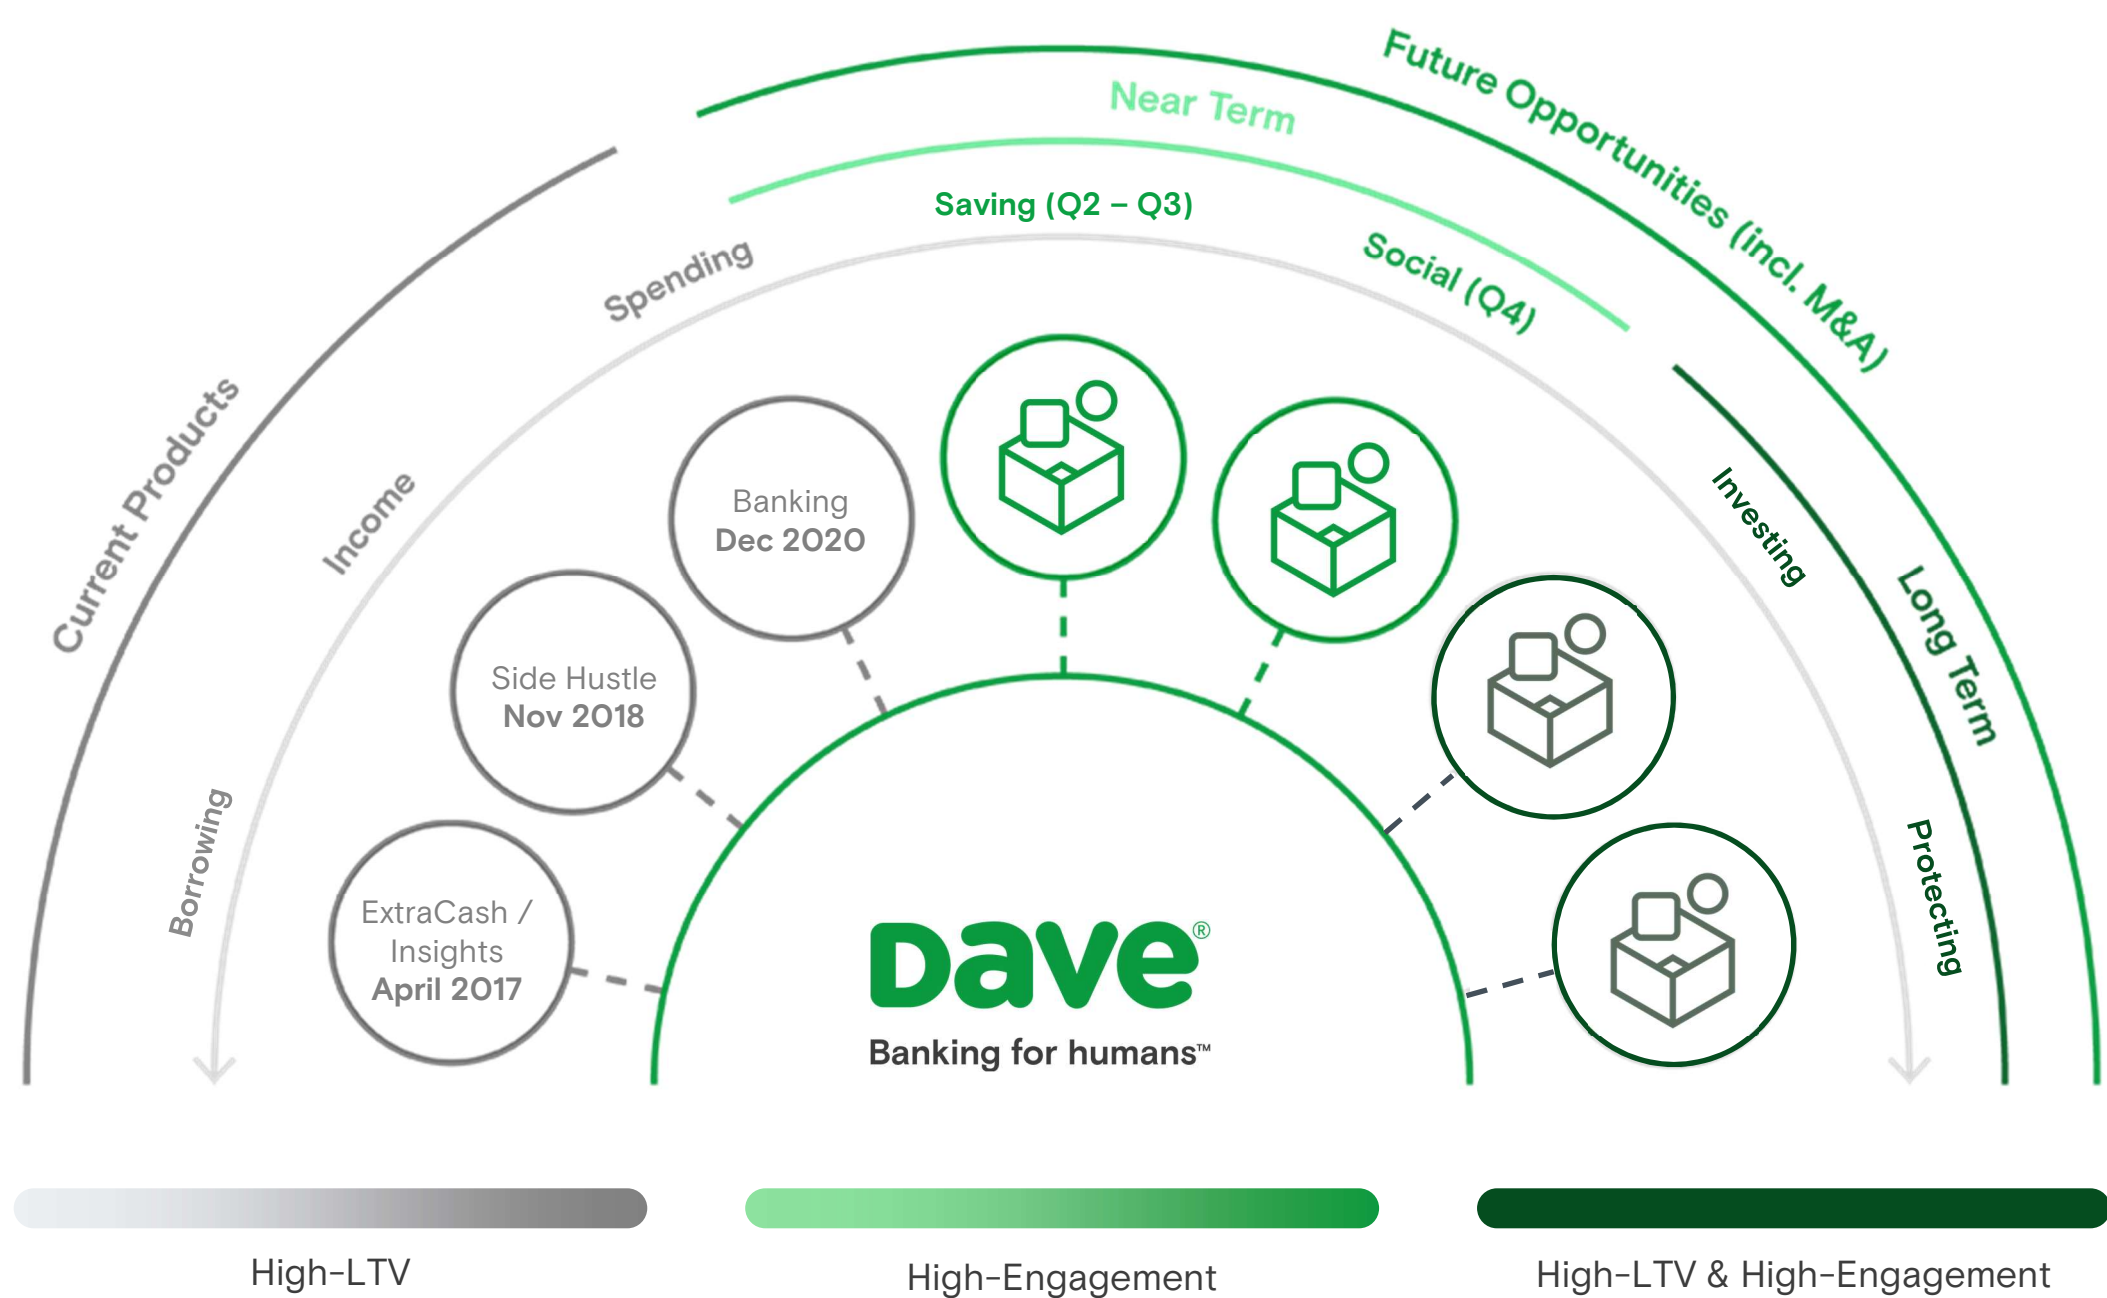 Future Opportunities (incl. M&A)
Near Term
Saving (Q2 – Q3)
Social (Q4)
Spending
Current Products
Income
Borrowing
Investing
Long Term
Protecting
Banking
Dec 2020
Side Hustle
Nov 2018
ExtraCash /
Insights
April 2017
Dave®
Banking for humans™
High-LTV
High-Engagement
High-LTV & High-Engagement